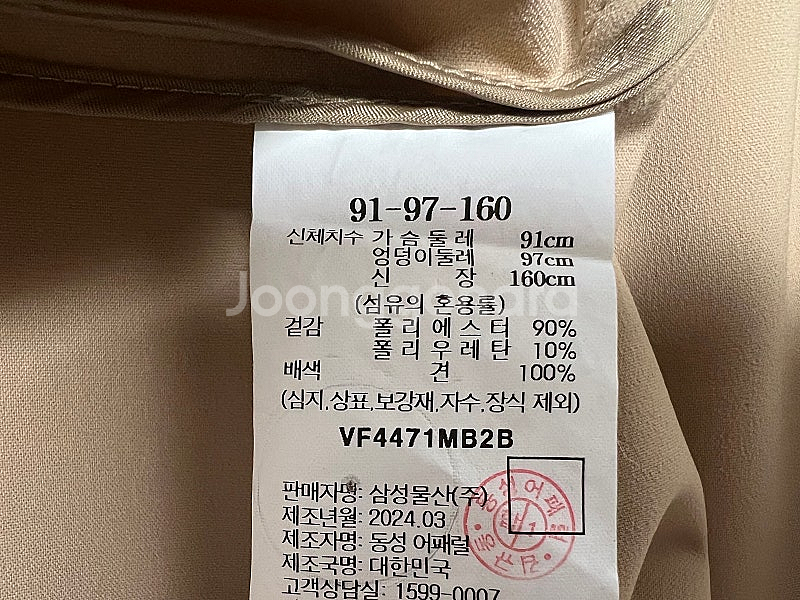 91-97-160
신체치수 가슴둘레 91cm
엉덩이둘레 97cm
신장 160cm
(섬유의 혼용률)
겉감 폴리에스터 90%
폴리우레탄 10%
배색 견 100%
(심지,상표,보강재,자수,장식 제외)
VF4471MB2B
판매자명: 삼성물산(주)
제조년월: 2024.03
제조자명: 동성 어패럴
제조국명: 대한민국
고객상담실: 1599-0007
Joonggonara